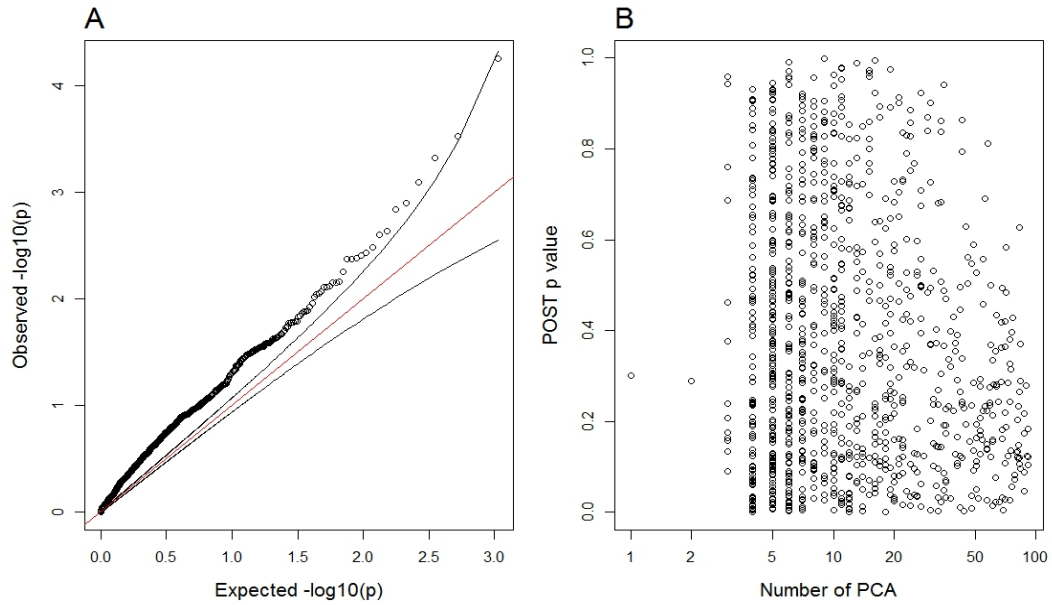 A
B
4
3
2
1
0
Observed -log10(p)
0.0 0.5 1.0 1.5 2.0 2.5 3.0
Expected -log10(p)
1.0
0.8
0.6
0.4
0.2
0.0
POST p value
1 2 5 10 20 50 100
Number of PCA